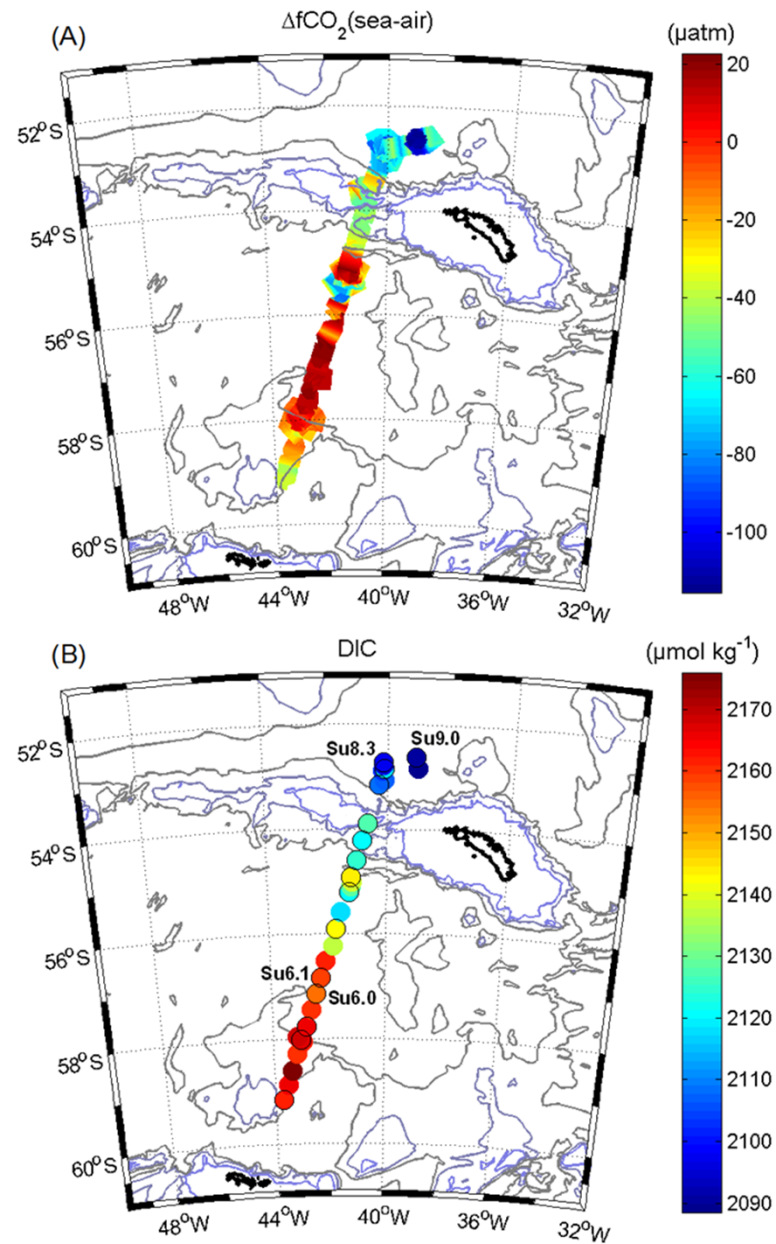 (A)
ΔfCO₂(sea-air)
(µatm)
20
0
-20
-40
-60
-80
-100
52°S
54°S
56°S
58°S
60°S
48°W
44°W
40°W
36°W
32°W
(B)
DIC
(µmol kg⁻¹)
2170
2160
2150
2140
2130
2120
2110
2100
2090
52°S
54°S
56°S
58°S
60°S
Su8.3
Su9.0
Su6.1
Su6.0
48°W
44°W
40°W
36°W
32°W